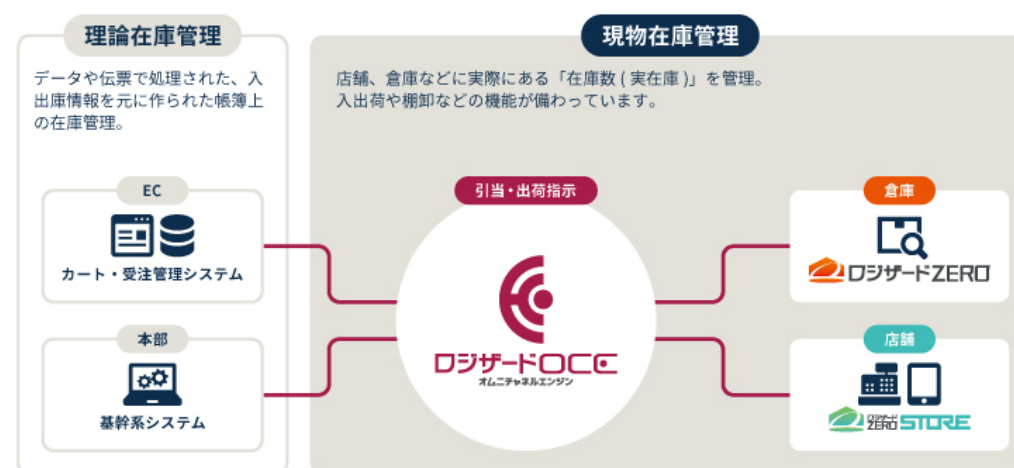 理論在庫管理
データや伝票で処理された、入
出庫情報を元に作られた帳簿上
の在庫管理。
EC
カート・受注管理システム
本部
基幹系システム
現物在庫管理
店舗、倉庫などに実際にある「在庫数(実在庫)」を管理。
入出荷や棚卸などの機能が備わっています。
引当・出荷指示
ロジザードOCE
オムニチャネルエンジン
倉庫
ロジザードZERO
店舗
ロジザード
ZERO STORE